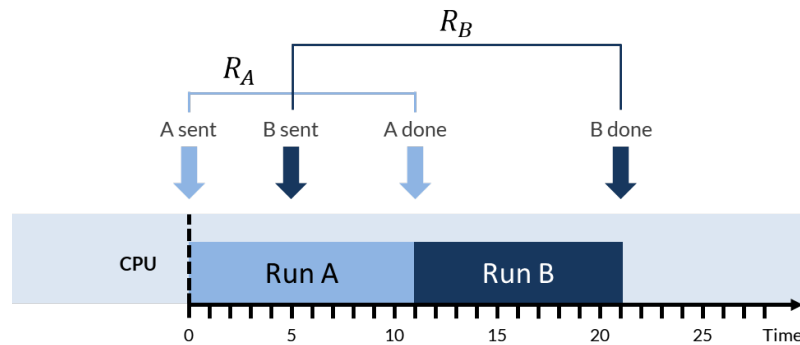 R_B
R_A
A sent B sent A done B done
CPU Run A Run B
0 5 10 15 20 25 Time